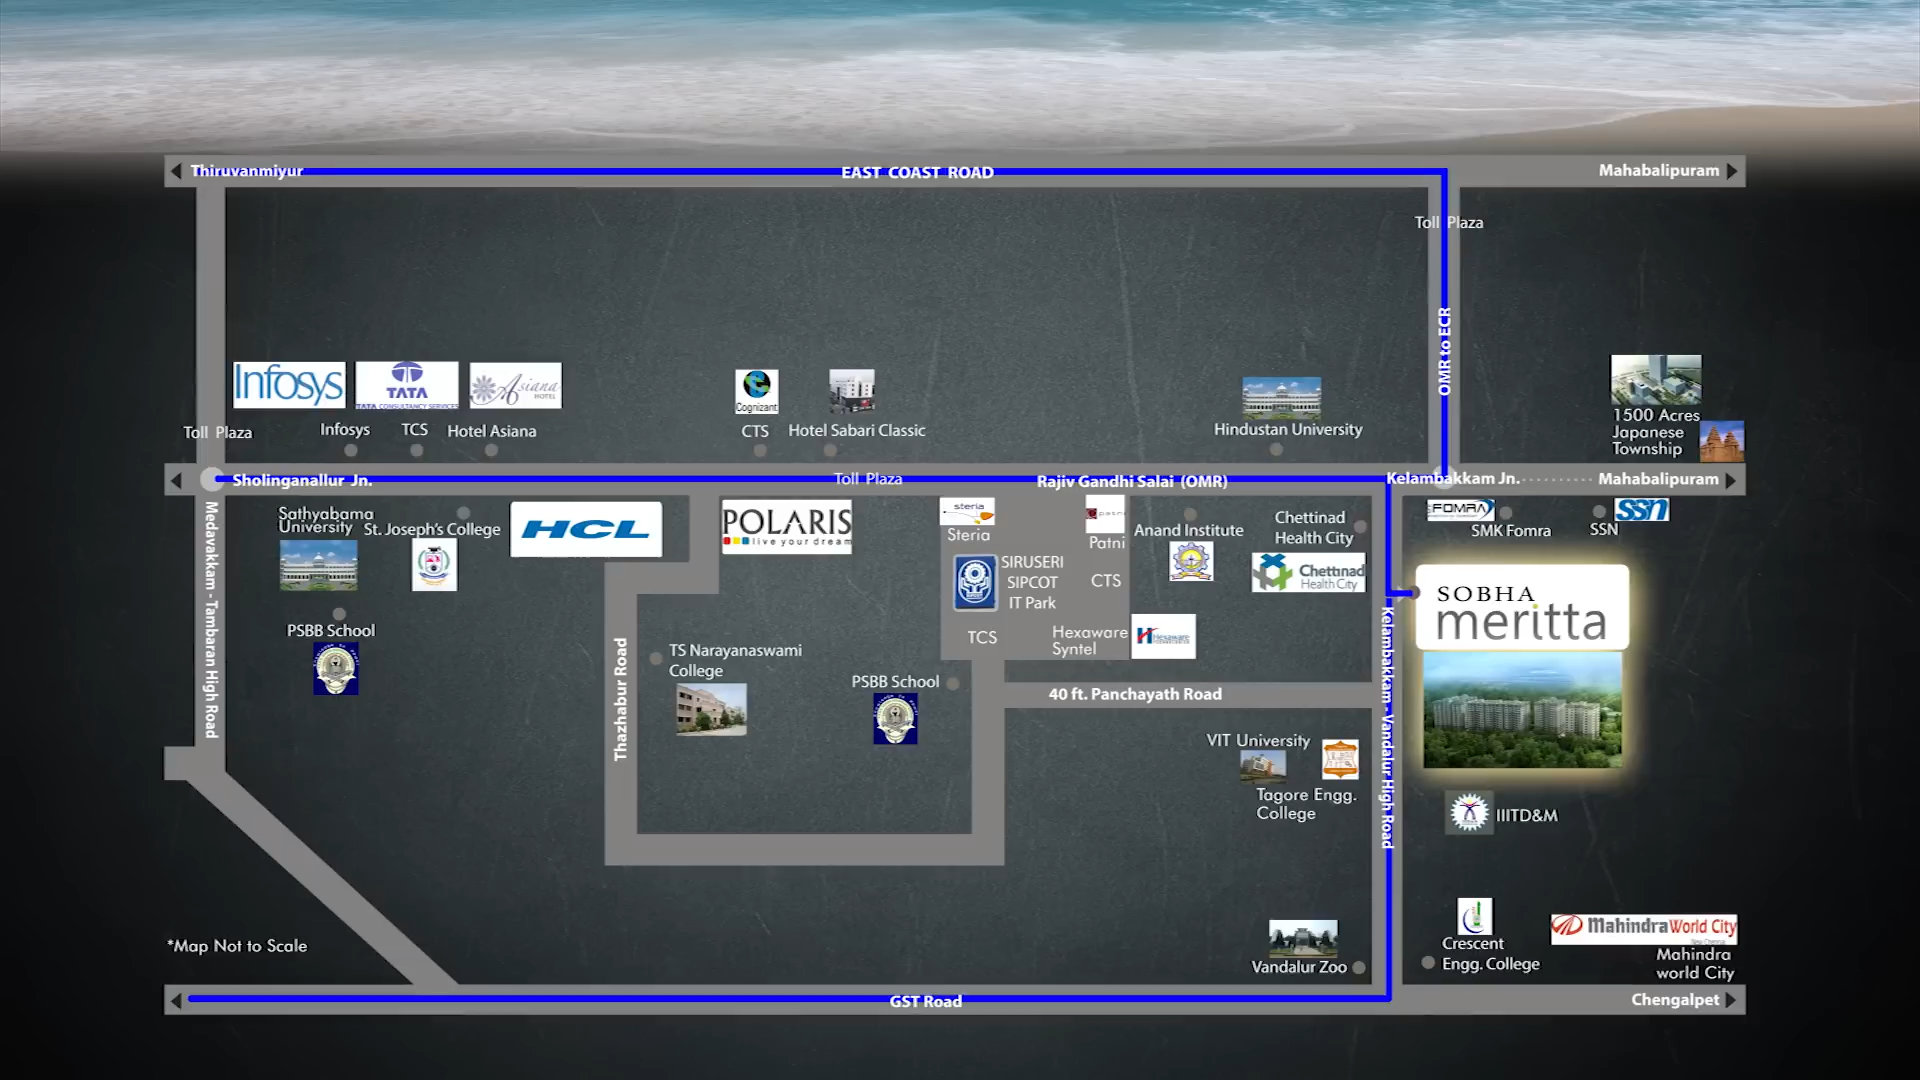 Thiruvanmiyur
EAST COAST ROAD
Mahabalipuram
Toll Plaza
OMR to ECR
Infosys
TATA
TATA CONSULTANCY SERVICES
Asiana
HOTEL
Cognizant
Toll Plaza
Infosys
TCS
Hotel Asiana
CTS
Hotel Sabari Classic
Hindustan University
1500 Acres
Japanese
Township
Sholinganallur Jn.
Toll Plaza
Rajiv Gandhi Salai (OMR)
Kelambakkam Jn.
Mahabalipuram
Medavakkam - Tambaran High Road
Sathyabama
University
St. Joseph's College
HCL
POLARIS
live your dream
steria
Steria
patni
Patni
Anand Institute
Chettinad
Health City
Chettinad
Health City
FOMRA
SMK Fomra
SSN
ssn
SIRUSERI
SIPCOT
IT Park
CTS
TCS
Hexaware
Syntel
Hexaware
SOBHA
meritta
PSBB School
Thazhabur Road
TS Narayanaswami
College
PSBB School
40 ft. Panchayath Road
Kelambakkam - Vandalur High Road
VIT University
Tagore Engg.
College
IIITD&M
*Map Not to Scale
Vandalur Zoo
Crescent
Engg. College
Mahindra World City
Mahindra
world City
GST Road
Chengalpet